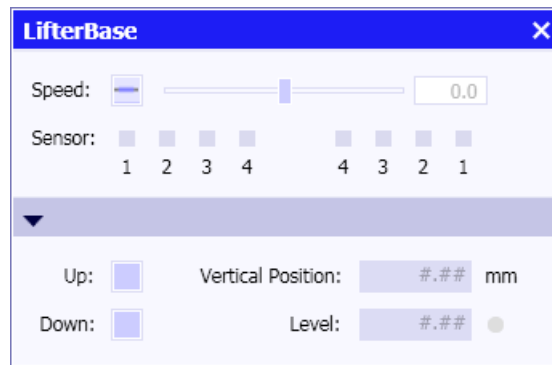 LifterBase
Speed: 0.0
Sensor:
1 2 3 4 4 3 2 1
Up: Vertical Position: #.## mm
Down: Level: #.##